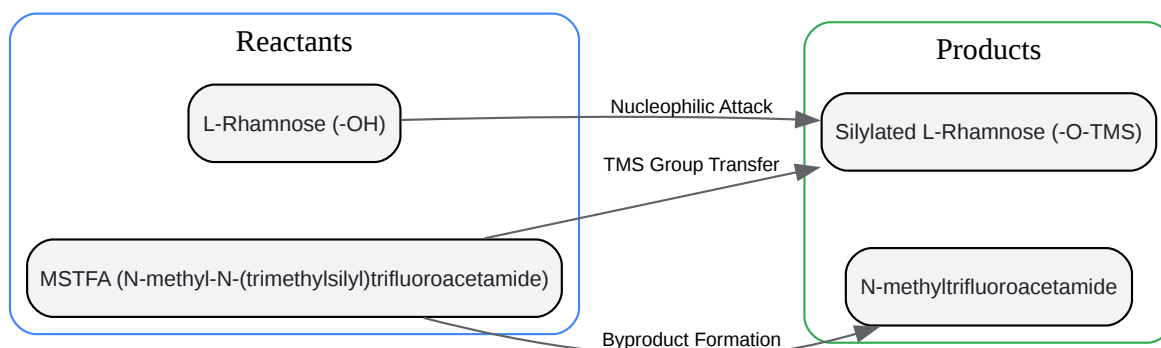 Reactants
Products
L-Rhamnose (-OH)
Nucleophilic Attack
Silylated L-Rhamnose (-O-TMS)
TMS Group Transfer
MSTFA (N-methyl-N-(trimethylsilyl)trifluoroacetamide)
N-methyltrifluoroacetamide
Byproduct Formation